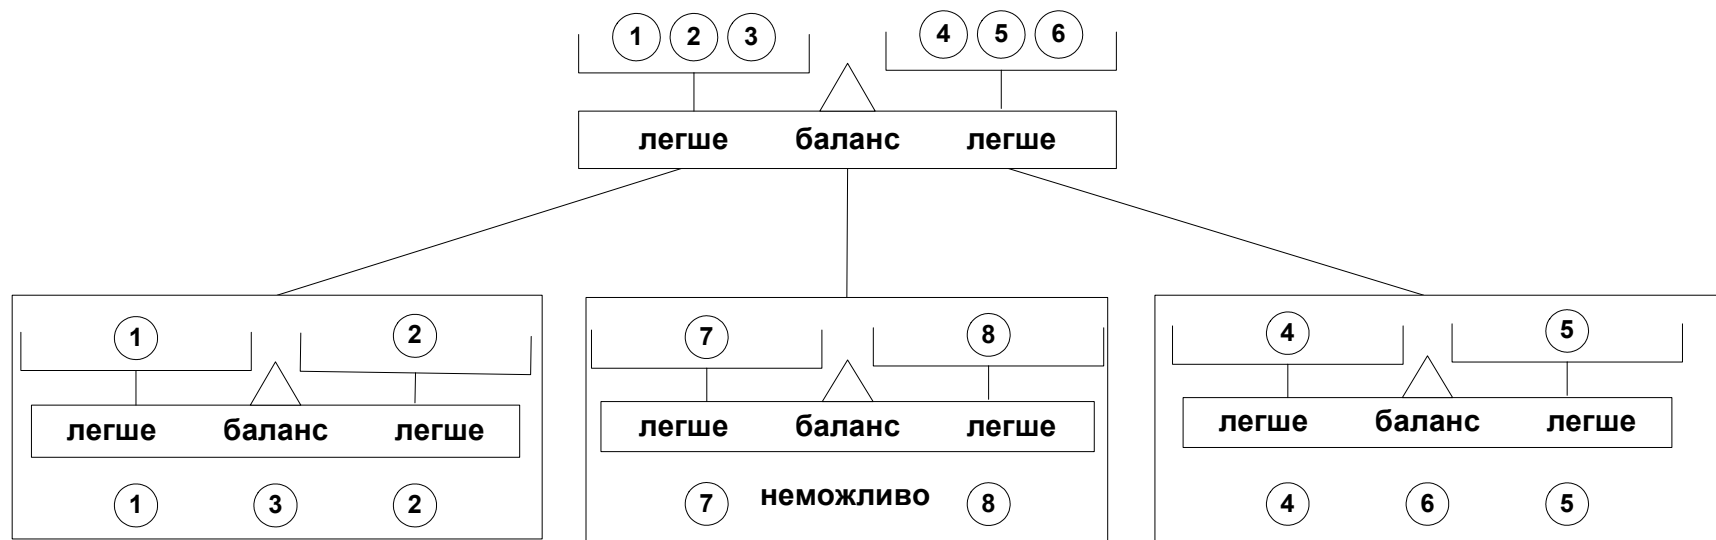 1 2 3 4 5 6
легше баланс легше
1 2 7 8 4 5
легше баланс легше легше баланс легше легше баланс легше
1 3 2 7 неможливо 8 4 6 5